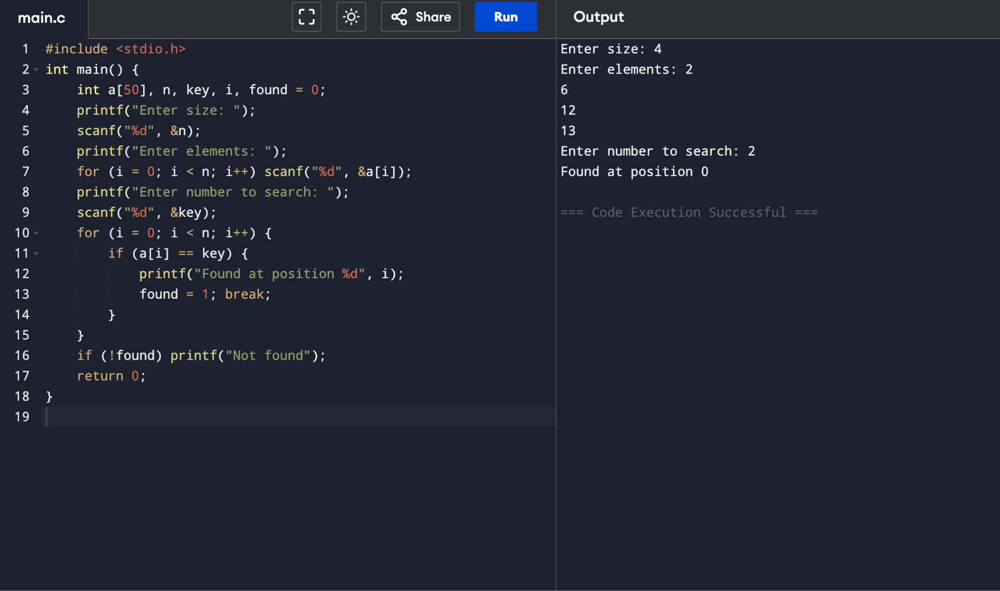 main.c
Share
Run
Output
1 #include <stdio.h>
2 int main() {
3     int a[50], n, key, i, found = 0;
4     printf("Enter size: ");
5     scanf("%d", &n);
6     printf("Enter elements: ");
7     for (i = 0; i < n; i++) scanf("%d", &a[i]);
8     printf("Enter number to search: ");
9     scanf("%d", &key);
10     for (i = 0; i < n; i++) {
11         if (a[i] == key) {
12             printf("Found at position %d", i);
13             found = 1; break;
14         }
15     }
16     if (!found) printf("Not found");
17     return 0;
18 }
19
Enter size: 4
Enter elements: 2
6
12
13
Enter number to search: 2
Found at position 0
=== Code Execution Successful ===